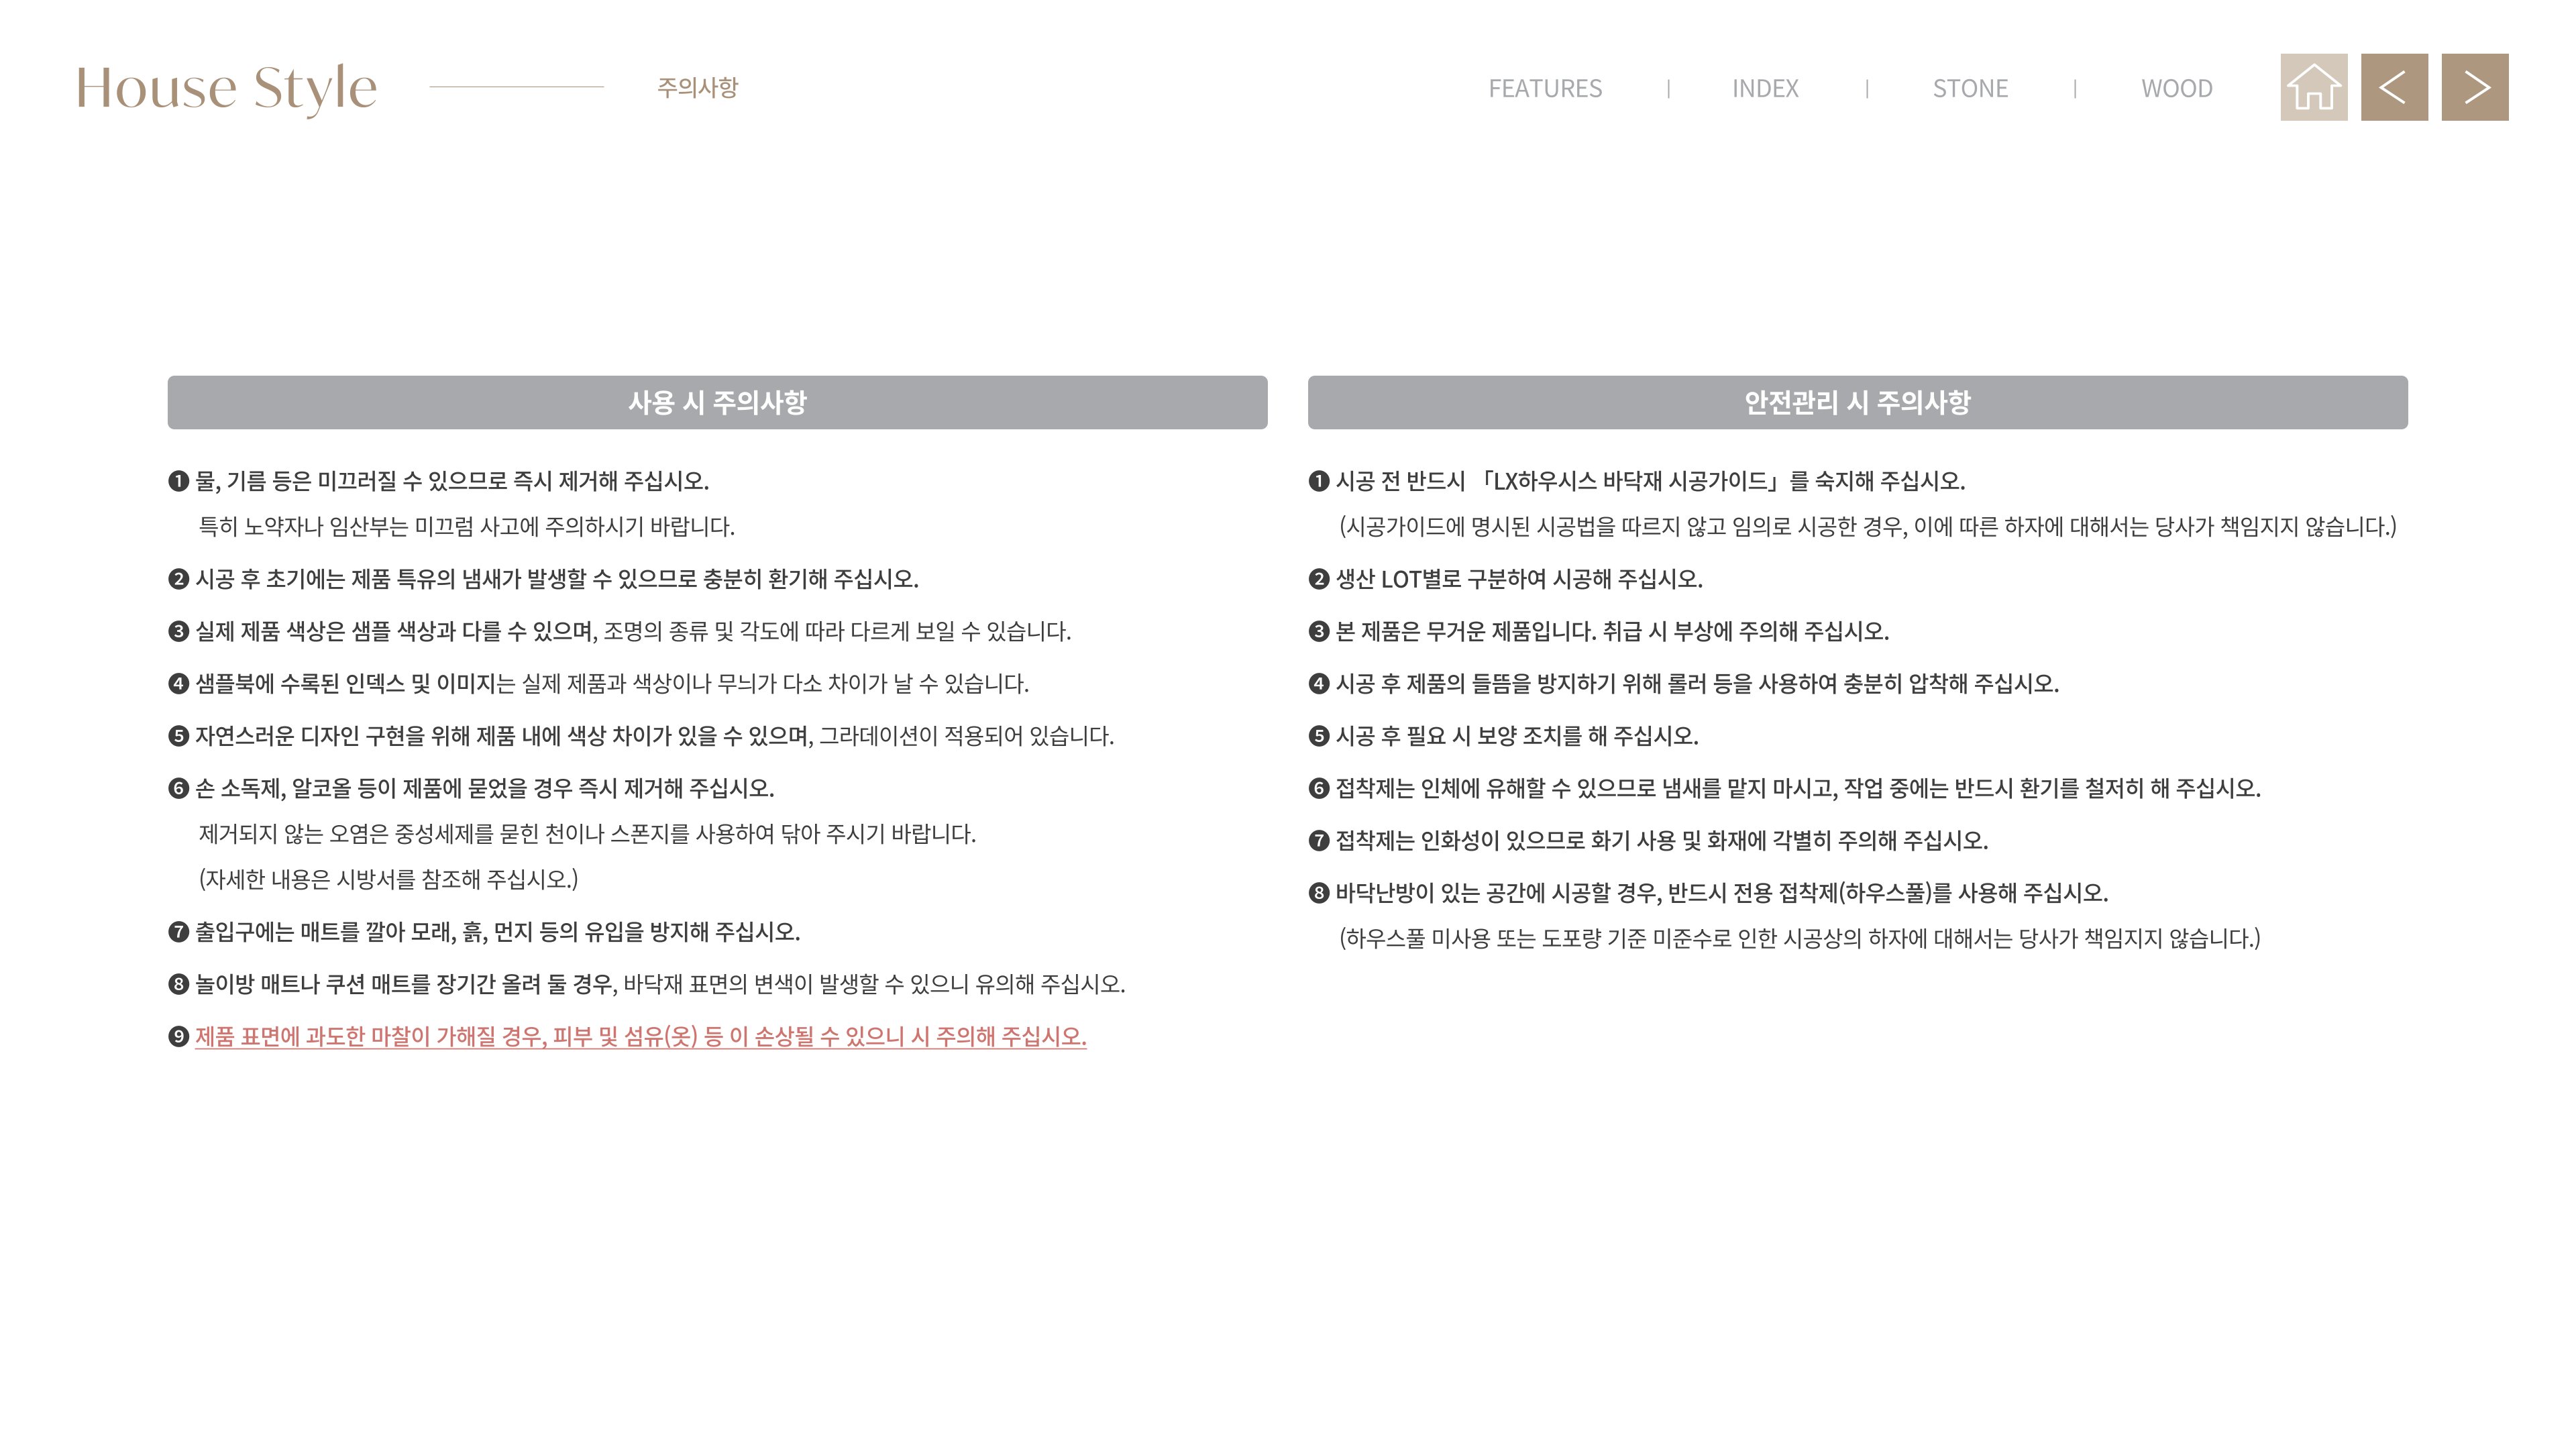 House Style
주의사항
FEATURES | INDEX | STONE | WOOD
사용 시 주의사항
❶ 물, 기름 등은 미끄러질 수 있으므로 즉시 제거해 주십시오.
특히 노약자나 임산부는 미끄럼 사고에 주의하시기 바랍니다.
❷ 시공 후 초기에는 제품 특유의 냄새가 발생할 수 있으므로 충분히 환기해 주십시오.
❸ 실제 제품 색상은 샘플 색상과 다를 수 있으며, 조명의 종류 및 각도에 따라 다르게 보일 수 있습니다.
❹ 샘플북에 수록된 인덱스 및 이미지는 실제 제품과 색상이나 무늬가 다소 차이가 날 수 있습니다.
❺ 자연스러운 디자인 구현을 위해 제품 내에 색상 차이가 있을 수 있으며, 그라데이션이 적용되어 있습니다.
❻ 손 소독제, 알코올 등이 제품에 묻었을 경우 즉시 제거해 주십시오.
제거되지 않는 오염은 중성세제를 묻힌 천이나 스폰지를 사용하여 닦아 주시기 바랍니다.
(자세한 내용은 시방서를 참조해 주십시오.)
❼ 출입구에는 매트를 깔아 모래, 흙, 먼지 등의 유입을 방지해 주십시오.
❽ 놀이방 매트나 쿠션 매트를 장기간 올려 둘 경우, 바닥재 표면의 변색이 발생할 수 있으니 유의해 주십시오.
❾ 제품 표면에 과도한 마찰이 가해질 경우, 피부 및 섬유(옷) 등 이 손상될 수 있으니 시 주의해 주십시오.
안전관리 시 주의사항
❶ 시공 전 반드시 「LX하우시스 바닥재 시공가이드」를 숙지해 주십시오.
(시공가이드에 명시된 시공법을 따르지 않고 임의로 시공한 경우, 이에 따른 하자에 대해서는 당사가 책임지지 않습니다.)
❷ 생산 LOT별로 구분하여 시공해 주십시오.
❸ 본 제품은 무거운 제품입니다. 취급 시 부상에 주의해 주십시오.
❹ 시공 후 제품의 들뜸을 방지하기 위해 롤러 등을 사용하여 충분히 압착해 주십시오.
❺ 시공 후 필요 시 보양 조치를 해 주십시오.
❻ 접착제는 인체에 유해할 수 있으므로 냄새를 맡지 마시고, 작업 중에는 반드시 환기를 철저히 해 주십시오.
❼ 접착제는 인화성이 있으므로 화기 사용 및 화재에 각별히 주의해 주십시오.
❽ 바닥난방이 있는 공간에 시공할 경우, 반드시 전용 접착제(하우스풀)를 사용해 주십시오.
(하우스풀 미사용 또는 도포량 기준 미준수로 인한 시공상의 하자에 대해서는 당사가 책임지지 않습니다.)